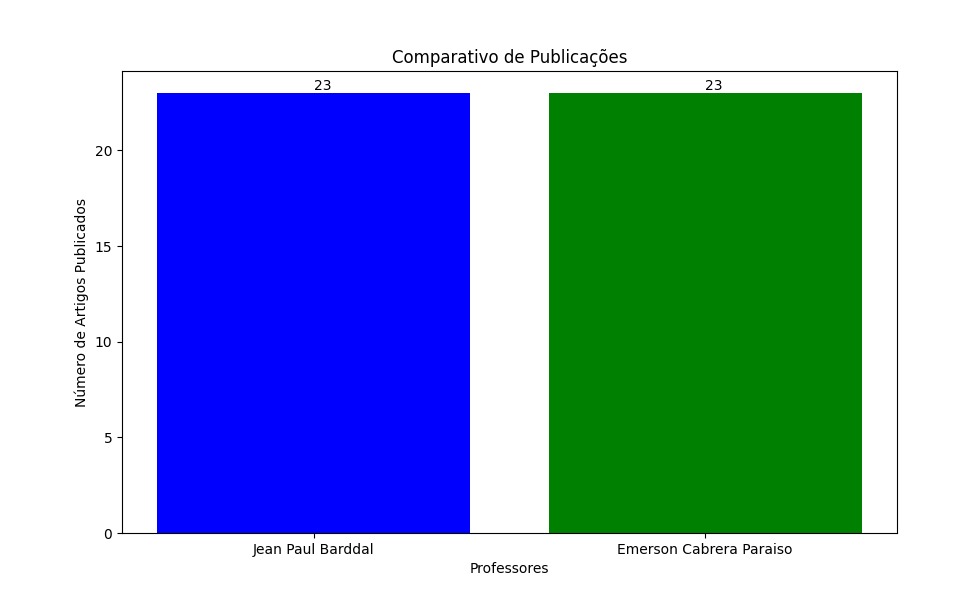 Comparativo de Publicações
23
23
Número de Artigos Publicados
20
15
10
5
0
Jean Paul Barddal
Emerson Cabrera Paraiso
Professores